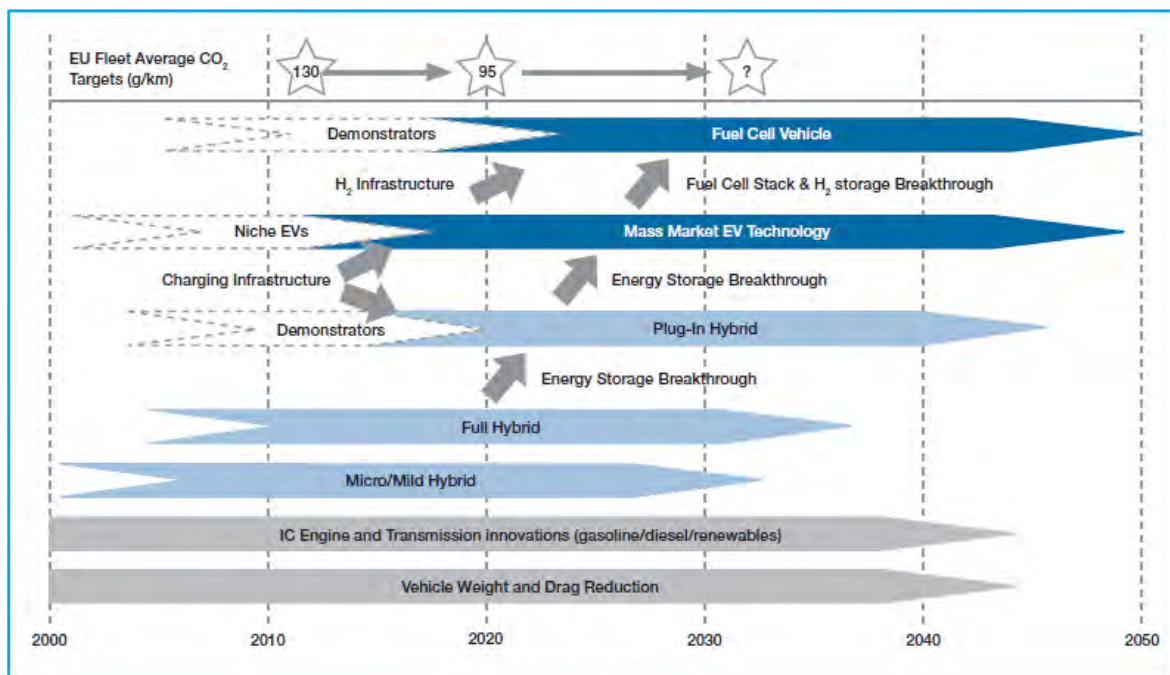 EU Fleet Average CO₂
Targets (g/km)
130
95
?
Demonstrators
Fuel Cell Vehicle
H₂ Infrastructure
Fuel Cell Stack & H₂ storage Breakthrough
Niche EVs
Mass Market EV Technology
Charging Infrastructure
Energy Storage Breakthrough
Demonstrators
Plug-In Hybrid
Energy Storage Breakthrough
Full Hybrid
Micro/Mild Hybrid
IC Engine and Transmission innovations (gasoline/diesel/renewables)
Vehicle Weight and Drag Reduction
2000
2010
2020
2030
2040
2050